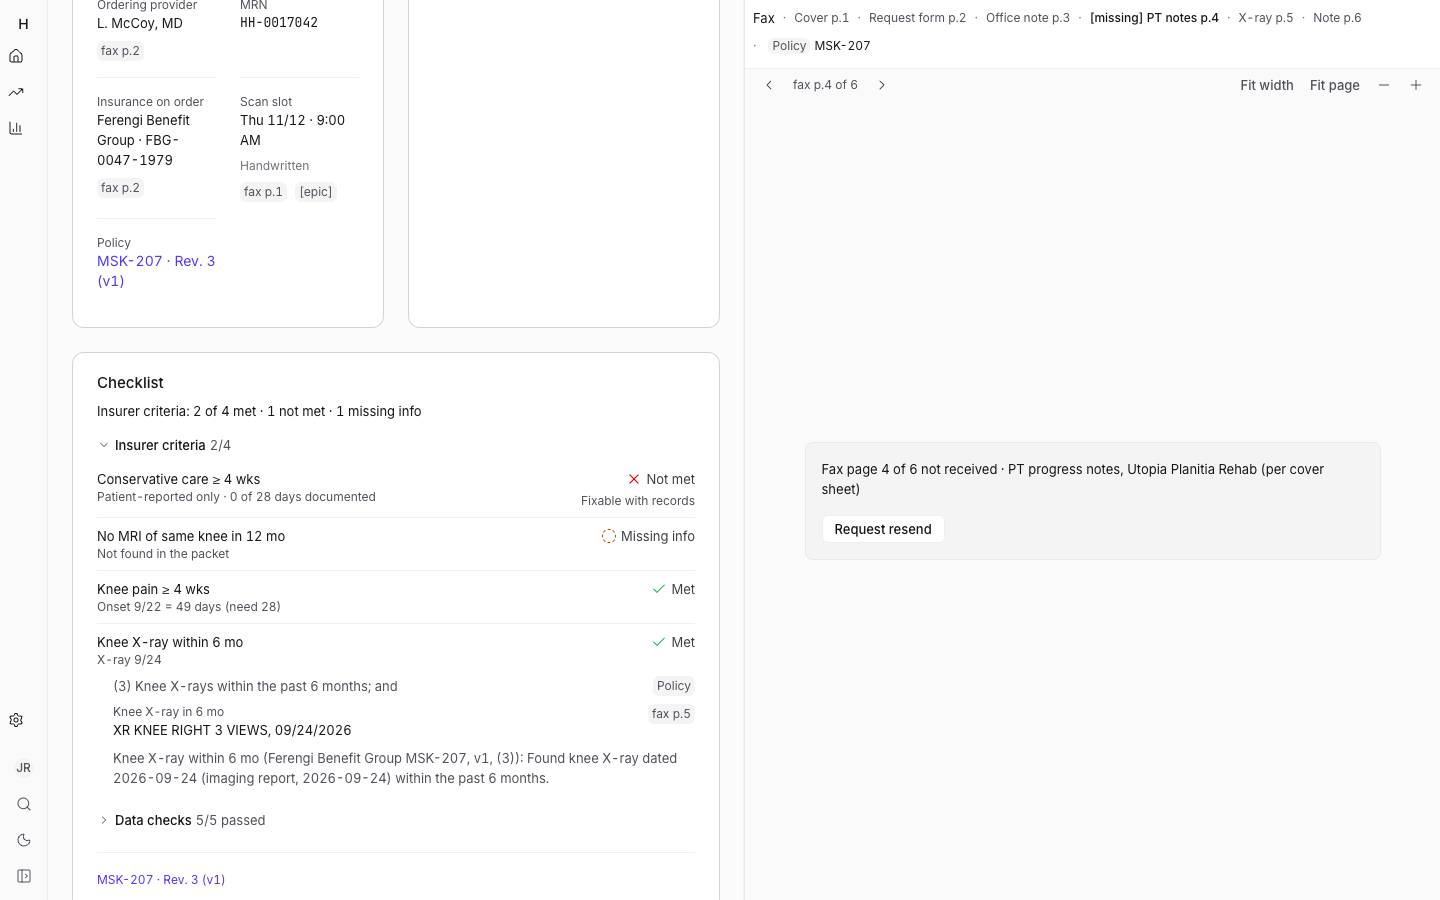 H
JR
Ordering provider
L. McCoy, MD
fax p.2
MRN
HH-0017042
Insurance on order
Ferengi Benefit
Group · FBG-
0047-1979
fax p.2
Scan slot
Thu 11/12 · 9:00
AM
Handwritten
fax p.1 [epic]
Policy
MSK-207 · Rev. 3
(v1)
Checklist
Insurer criteria: 2 of 4 met · 1 not met · 1 missing info
Insurer criteria 2/4
Conservative care ≥ 4 wks
Not met
Patient-reported only · 0 of 28 days documented
Fixable with records
No MRI of same knee in 12 mo
Missing info
Not found in the packet
Knee pain ≥ 4 wks
Met
Onset 9/22 = 49 days (need 28)
Knee X-ray within 6 mo
Met
X-ray 9/24
(3) Knee X-rays within the past 6 months; and
Policy
Knee X-ray in 6 mo
fax p.5
XR KNEE RIGHT 3 VIEWS, 09/24/2026
Knee X-ray within 6 mo (Ferengi Benefit Group MSK-207, v1, (3)): Found knee X-ray dated
2026-09-24 (imaging report, 2026-09-24) within the past 6 months.
Data checks 5/5 passed
MSK-207 · Rev. 3 (v1)
Fax · Cover p.1 · Request form p.2 · Office note p.3 · [missing] PT notes p.4 · X-ray p.5 · Note p.6
· Policy MSK-207
fax p.4 of 6
Fit width Fit page
Fax page 4 of 6 not received · PT progress notes, Utopia Planitia Rehab (per cover
sheet)
Request resend